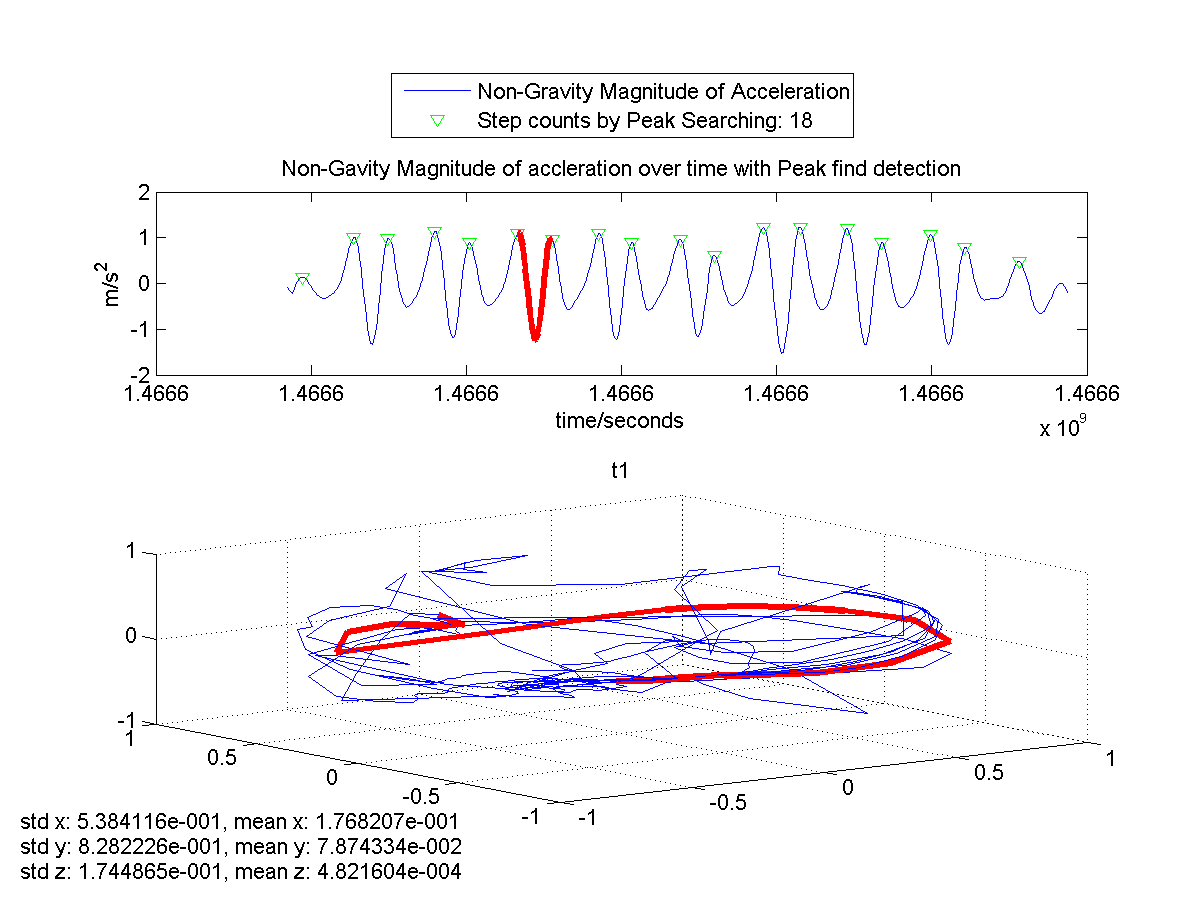 Non-Gravity Magnitude of Acceleration
Step counts by Peak Searching: 18
Non-Gavity Magnitude of accleration over time with Peak find detection
2
1
0
-1
-2
m/s2
1.4666 1.4666 1.4666 1.4666 1.4666 1.4666 1.4666
time/seconds
x 10^9
t1
1
0
-1
1
0.5
0
-0.5
-1
-1
-0.5
0
0.5
1
std x: 5.384116e-001, mean x: 1.768207e-001
std y: 8.282226e-001, mean y: 7.874334e-002
std z: 1.744865e-001, mean z: 4.821604e-004